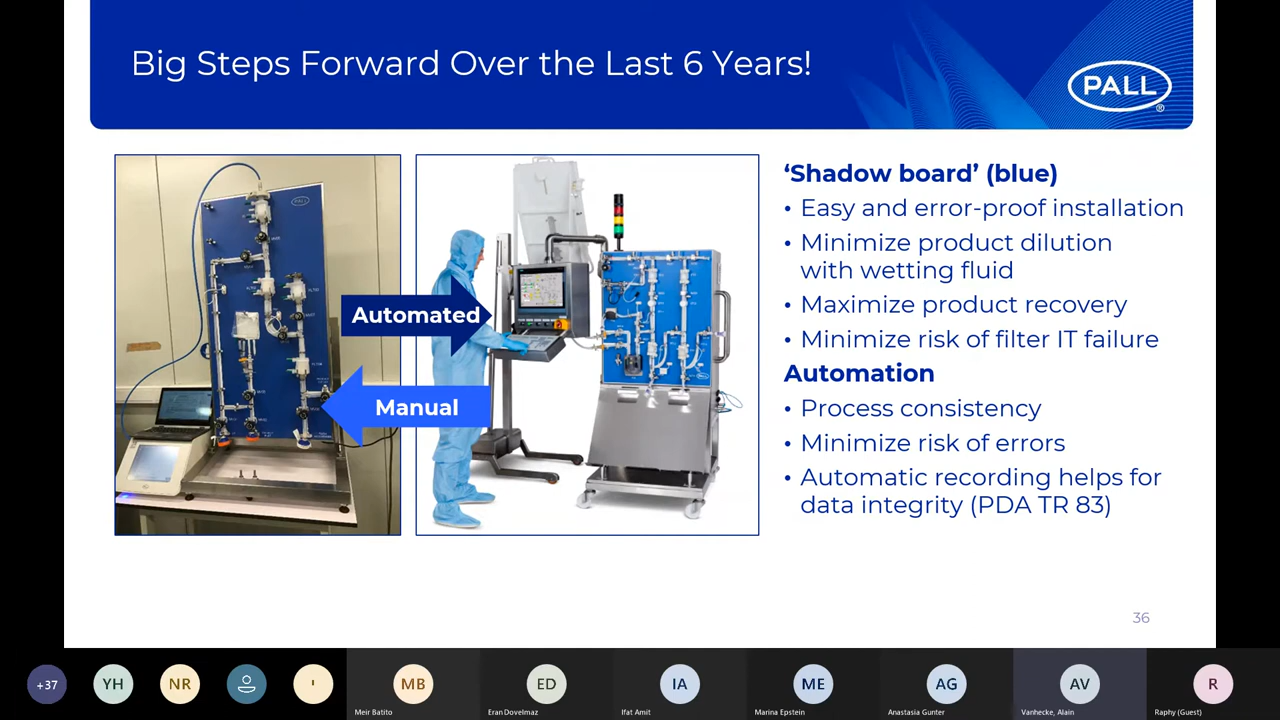 Big Steps Forward Over the Last 6 Years!
PALL
®
‘Shadow board’ (blue)
• Easy and error-proof installation
• Minimize product dilution
with wetting fluid
• Maximize product recovery
• Minimize risk of filter IT failure
Automation
• Process consistency
• Minimize risk of errors
• Automatic recording helps for
data integrity (PDA TR 83)
PALL
Automated
Manual
36
+37
YH
NR
MB
ED
IA
ME
AG
AV
R
Meir Batito
Eran Dovelmaz
Ifat Amit
Marina Epstein
Anastasia Gunter
Vanhecke, Alain
Raphy (Guest)